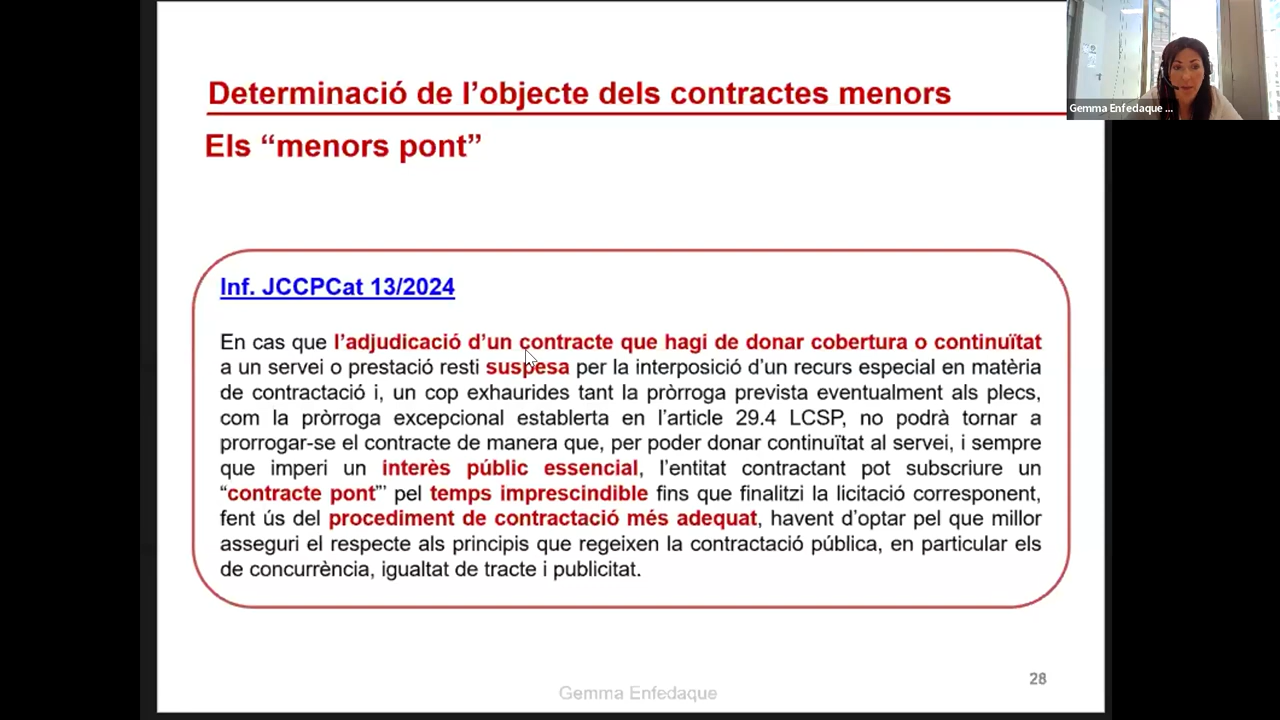 Determinació de l’objecte dels contractes menors
Els “menors pont”
Gemma Enfedaque ...
Inf. JCCPCat 13/2024
En cas que l’adjudicació d’un contracte que hagi de donar cobertura o continuïtat
a un servei o prestació resti suspesa per la interposició d’un recurs especial en matèria
de contractació i, un cop exhaurides tant la pròrroga prevista eventualment als plecs,
com la pròrroga excepcional establerta en l’article 29.4 LCSP, no podrà tornar a
prorrogar-se el contracte de manera que, per poder donar continuïtat al servei, i sempre
que imperi un interès públic essencial, l’entitat contractant pot subscriure un
“contracte pont”’ pel temps imprescindible fins que finalitzi la licitació corresponent,
fent ús del procediment de contractació més adequat, havent d’optar pel que millor
asseguri el respecte als principis que regeixen la contractació pública, en particular els
de concurrència, igualtat de tracte i publicitat.
28
Gemma Enfedaque